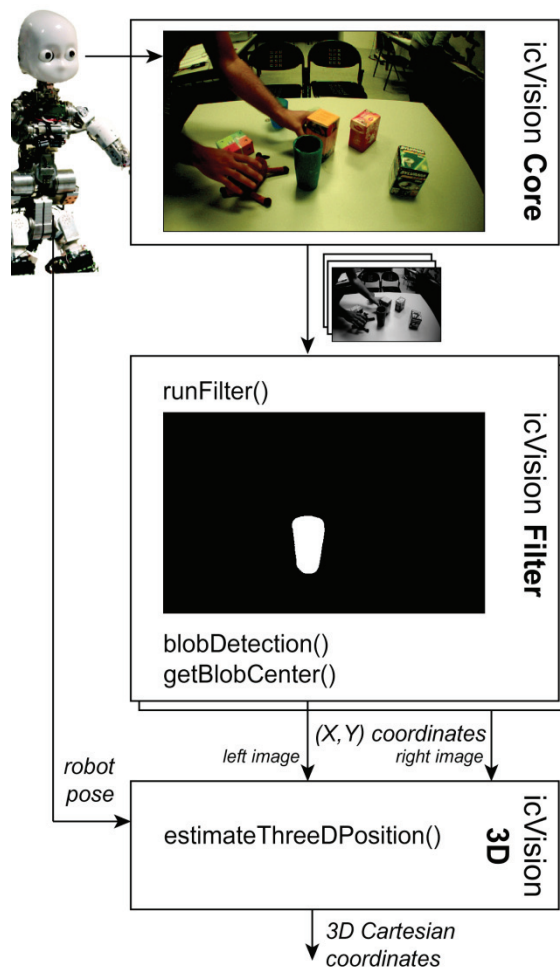 icVision Core
runFilter()
icVision Filter
blobDetection()
getBlobCenter()
(X,Y) coordinates
left image
right image
robot
pose
icVision
3D
estimateThreeDPosition()
3D Cartesian
coordinates